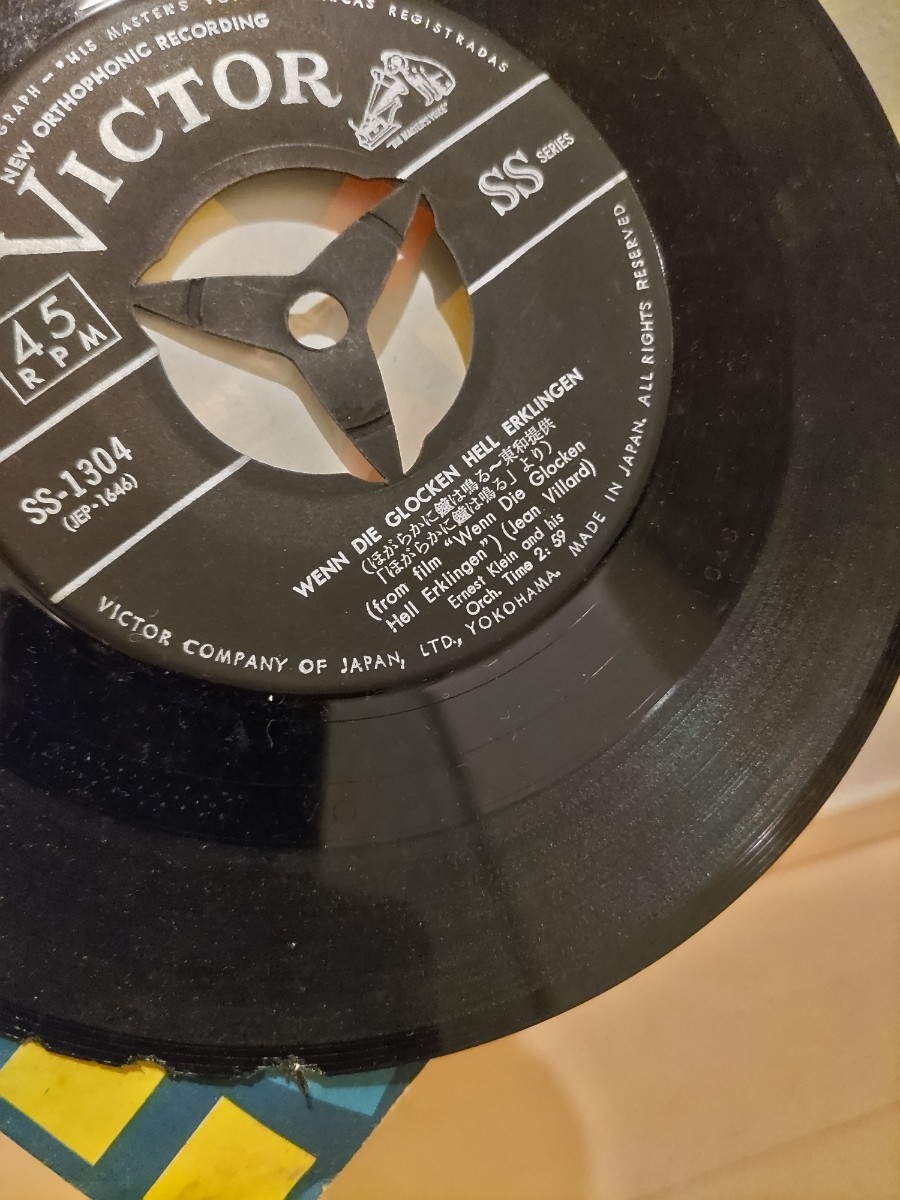 GRAPH-"HIS MASTER'S
CAS REGISTRADAS
NEW ORTHOPHONIC RECORDING
VICTOR
"HIS MASTER'S VOICE"
SS SERIES
45
RPM
SS-1304
(JEP-1646)
WENN DIE GLOCKEN HELL ERKLINGEN
(ほがらかに鐘は鳴る〜東和提供
「ほがらかに鐘は鳴る」より)
(from film "Wenn Die Glocken
Hell Erklingen") (Jean Villard)
Ernest Klein and his
Orch. Time 2: 59
VICTOR COMPANY OF JAPAN, LTD., YOKOHAMA. MADE IN JAPAN. ALL RIGHTS RESERVED